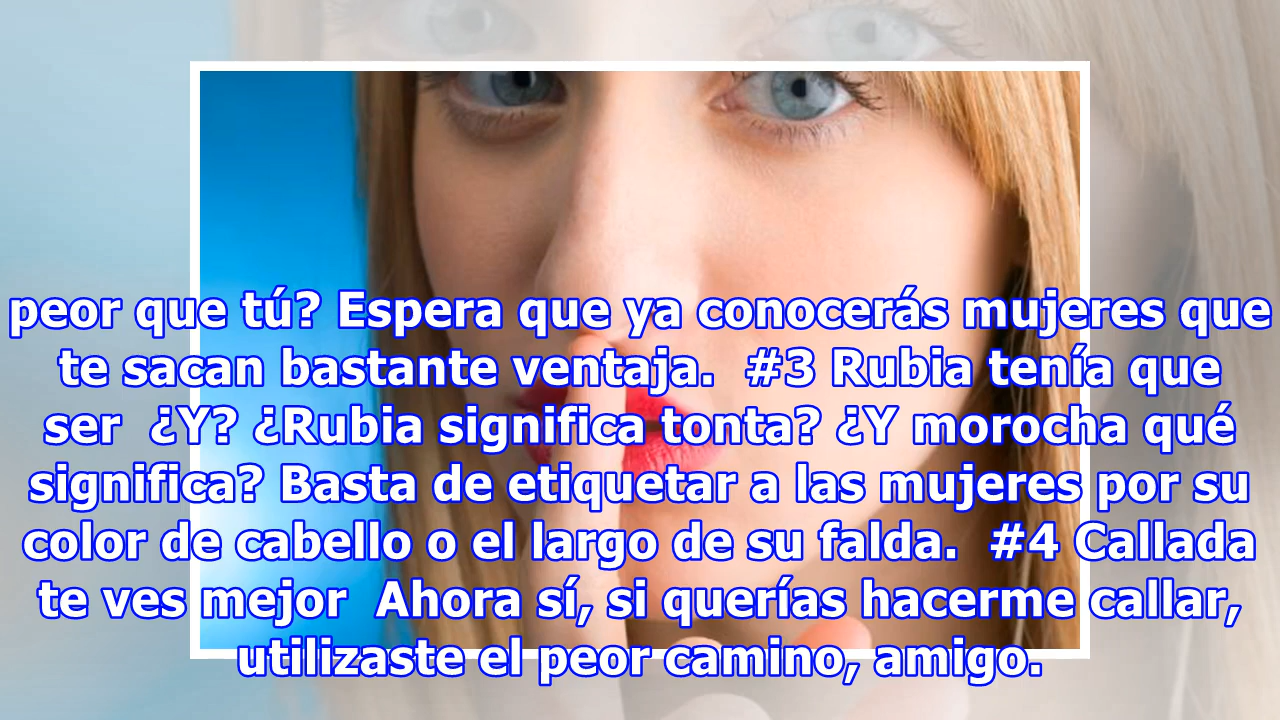 peor que tú? Espera que ya conocerás mujeres que
te sacan bastante ventaja.  #3 Rubia tenía que
ser  ¿Y? ¿Rubia significa tonta? ¿Y morocha qué
significa? Basta de etiquetar a las mujeres por su
color de cabello o el largo de su falda.  #4 Callada
te ves mejor  Ahora sí, si querías hacerme callar,
utilizaste el peor camino, amigo.